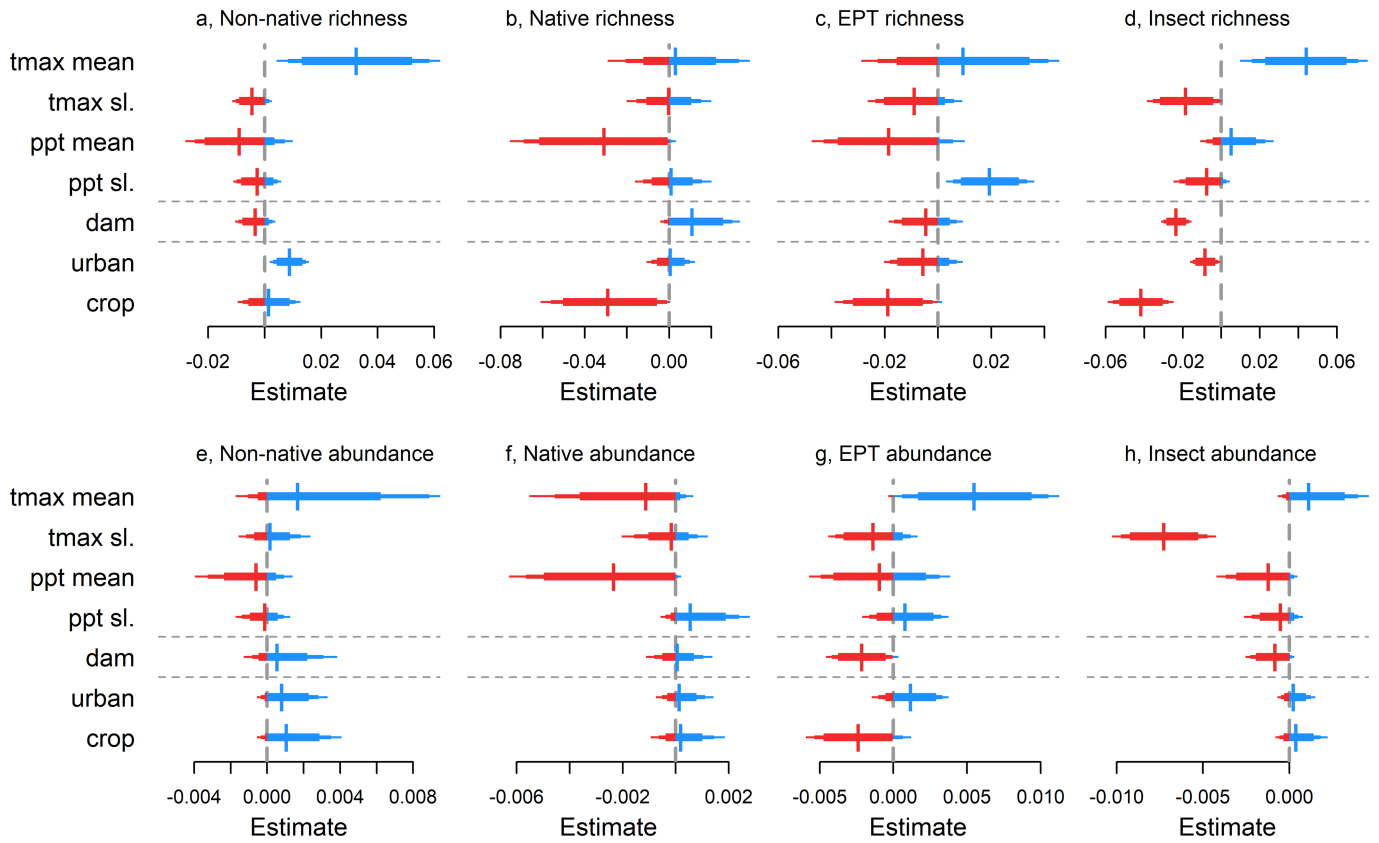 a, Non-native richness b, Native richness c, EPT richness d, Insect richness
tmax mean
tmax sl.
ppt mean
ppt sl.
dam
urban
crop
-0.02 0.00 0.02 0.04 0.06 -0.08 -0.03 0.00 -0.06 -0.02 0.02 -0.06 -0.02 0.02 0.06
Estimate Estimate Estimate Estimate
e, Non-native abundance f, Native abundance g, EPT abundance h, Insect abundance
tmax mean
tmax sl.
ppt mean
ppt sl.
dam
urban
crop
-0.004 0.000 0.004 0.008 -0.006 -0.002 0.002 -0.005 0.000 0.005 0.010 -0.010 -0.005 0.000
Estimate Estimate Estimate Estimate